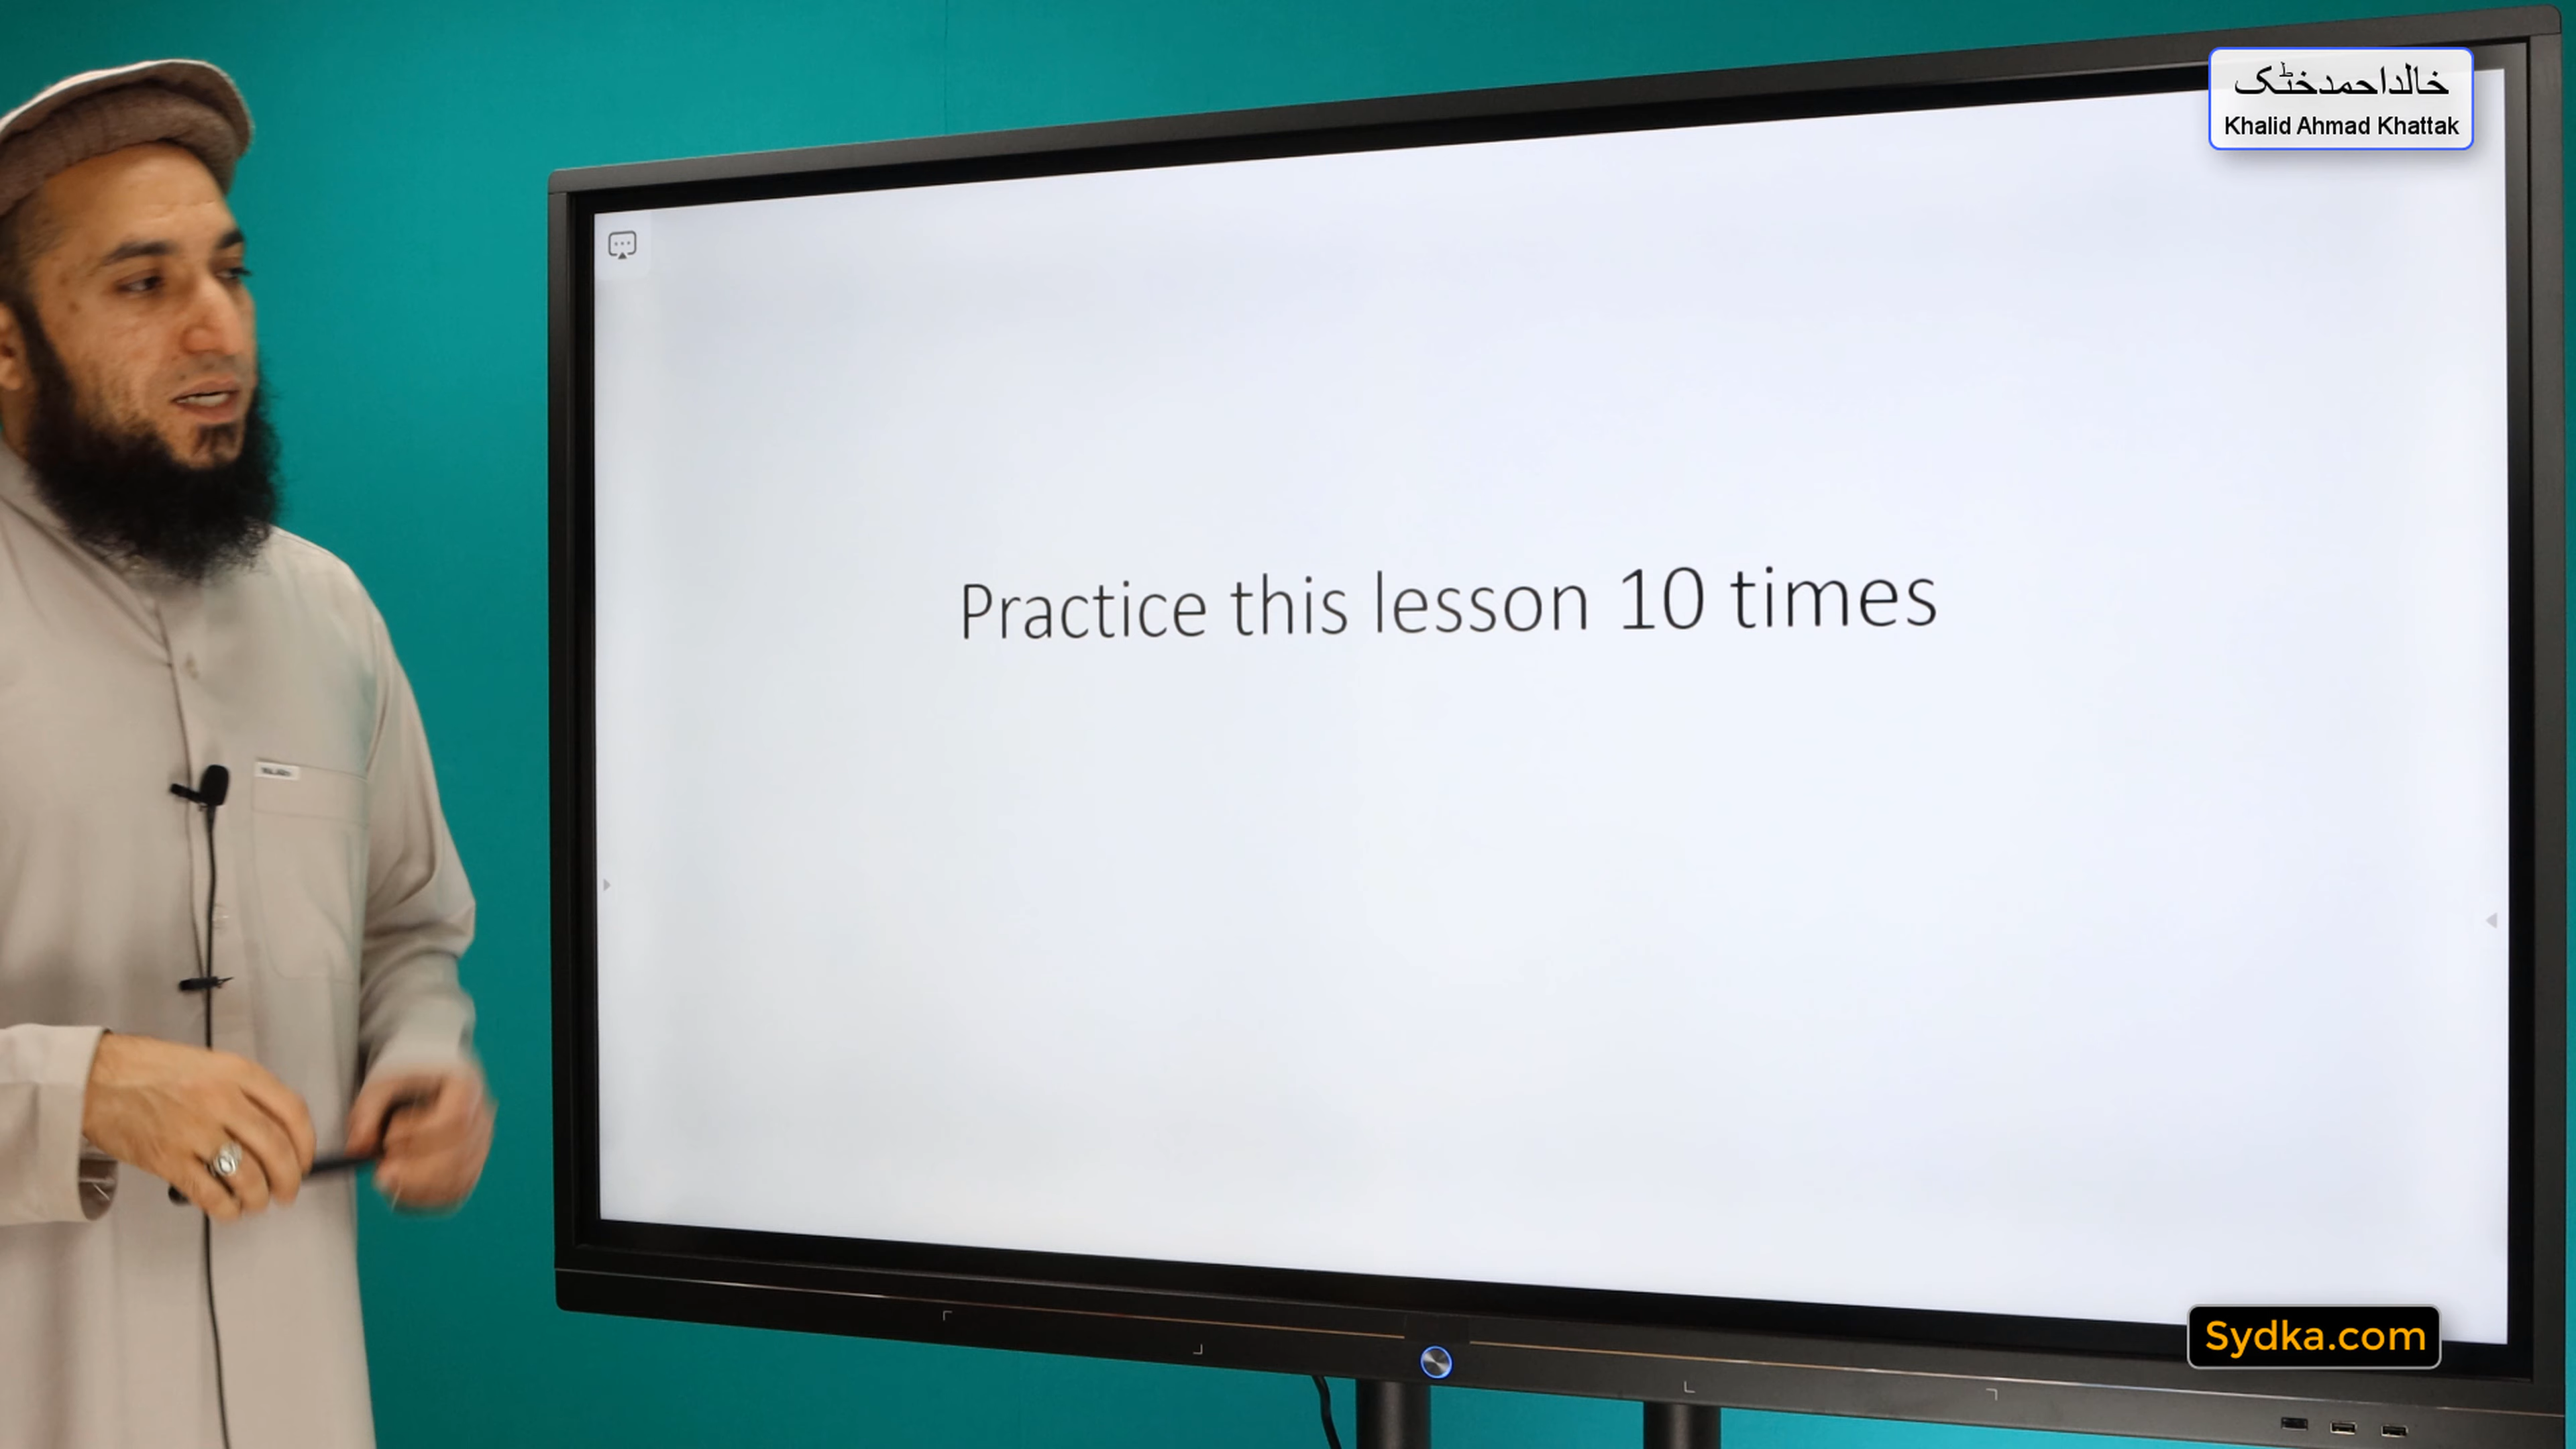 خالداحمدخٹک
Khalid Ahmad Khattak
Practice this lesson 10 times
Sydka.com